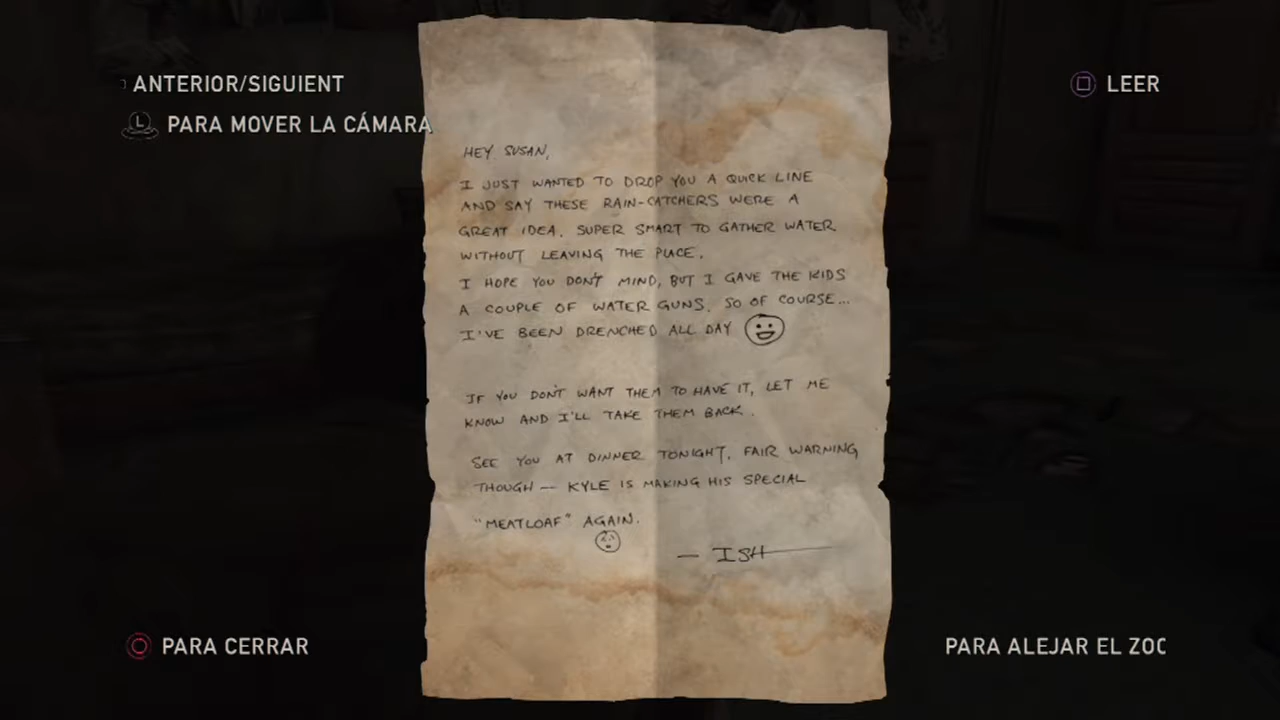 ANTERIOR/SIGUIENT
L PARA MOVER LA CÁMARA
LEER
HEY SUSAN,
I JUST WANTED TO DROP YOU A QUICK LINE
AND SAY THESE RAIN-CATCHERS WERE A
GREAT IDEA. SUPER SMART TO GATHER WATER
WITHOUT LEAVING THE PLACE.
I HOPE YOU DON'T MIND, BUT I GAVE THE KIDS
A COUPLE OF WATER GUNS. SO OF COURSE...
I'VE BEEN DRENCHED ALL DAY
IF YOU DON'T WANT THEM TO HAVE IT, LET ME
KNOW AND I'LL TAKE THEM BACK.
SEE YOU AT DINNER TONIGHT. FAIR WARNING
THOUGH — KYLE IS MAKING HIS SPECIAL
"MEATLOAF" AGAIN.
— ISH
PARA CERRAR
PARA ALEJAR EL ZOO